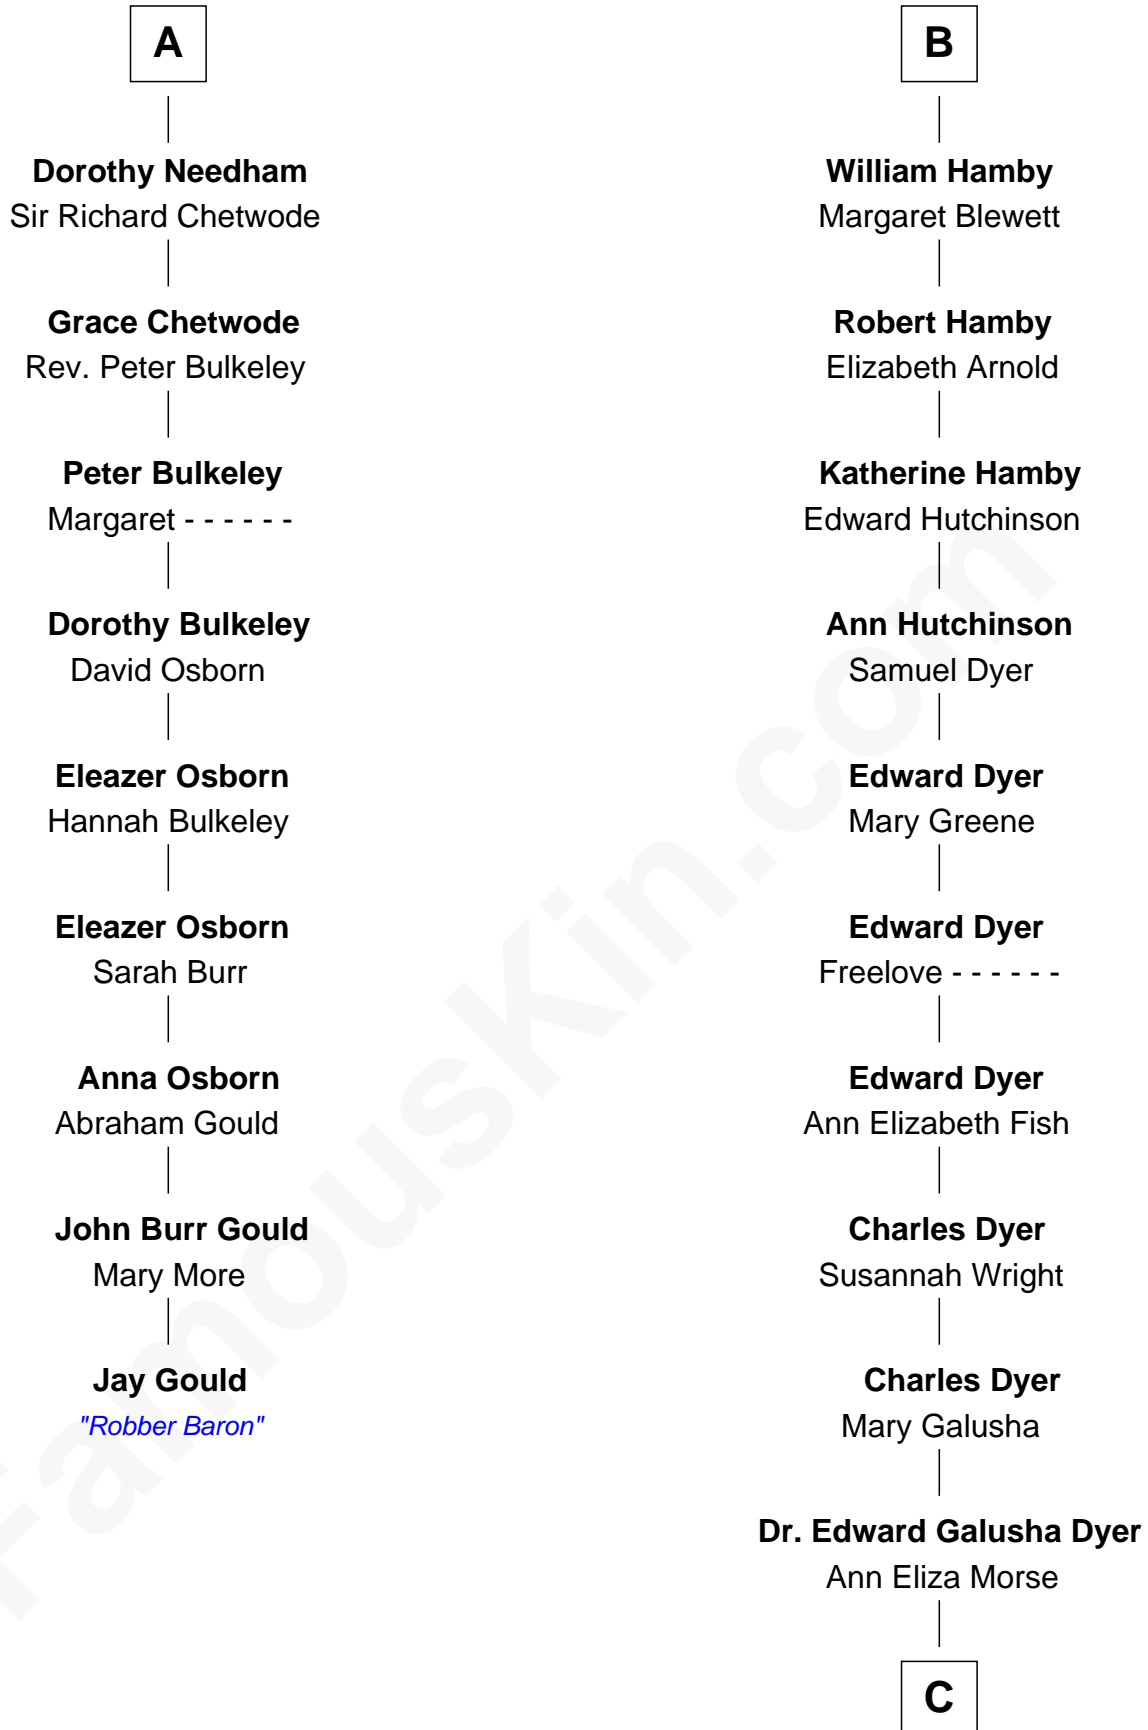 A
Dorothy Needham
Sir Richard Chetwode
Grace Chetwode
Rev. Peter Bulkeley
Peter Bulkeley
Margaret - - - - - -
Dorothy Bulkeley
David Osborn
Eleazer Osborn
Hannah Bulkeley
Eleazer Osborn
Sarah Burr
Anna Osborn
Abraham Gould
John Burr Gould
Mary More
Jay Gould
"Robber Baron"
B
William Hamby
Margaret Blewett
Robert Hamby
Elizabeth Arnold
Katherine Hamby
Edward Hutchinson
Ann Hutchinson
Samuel Dyer
Edward Dyer
Mary Greene
Edward Dyer
Freelove - - - - - -
Edward Dyer
Ann Elizabeth Fish
Charles Dyer
Susannah Wright
Charles Dyer
Mary Galusha
Dr. Edward Galusha Dyer
Ann Eliza Morse
C
FamousKin.com